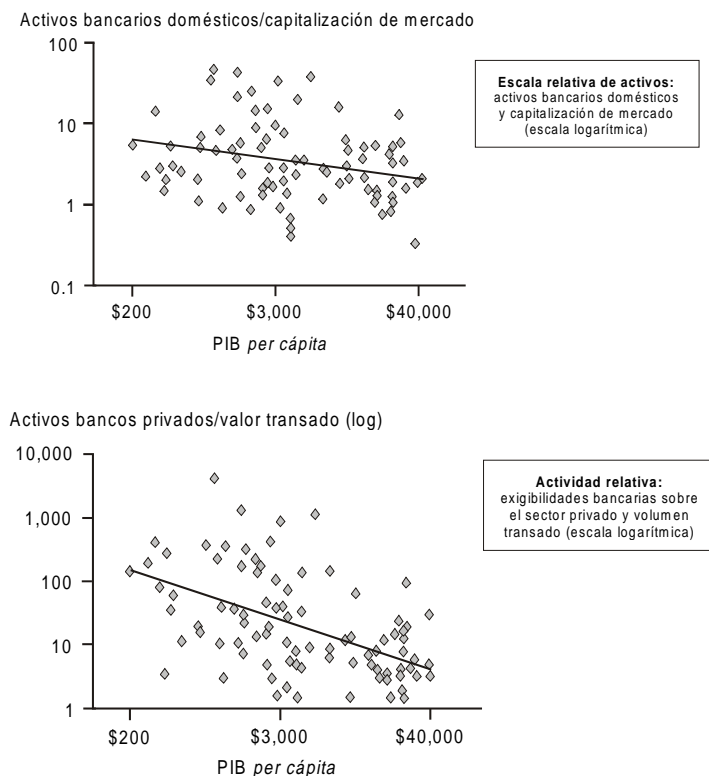 Activos bancarios domésticos/capitalización de mercado
100
10
1
0.1
$200
$3,000
$40,000
PIB per cápita
Escala relativa de activos:
activos bancarios domésticos
y capitalización de mercado
(escala logarítmica)
Activos bancos privados/valor transado (log)
10,000
1,000
100
10
1
$200
$3,000
$40,000
PIB per cápita
Actividad relativa:
exigibilidades bancarias sobre
el sector privado y volumen
transado (escala logarítmica)